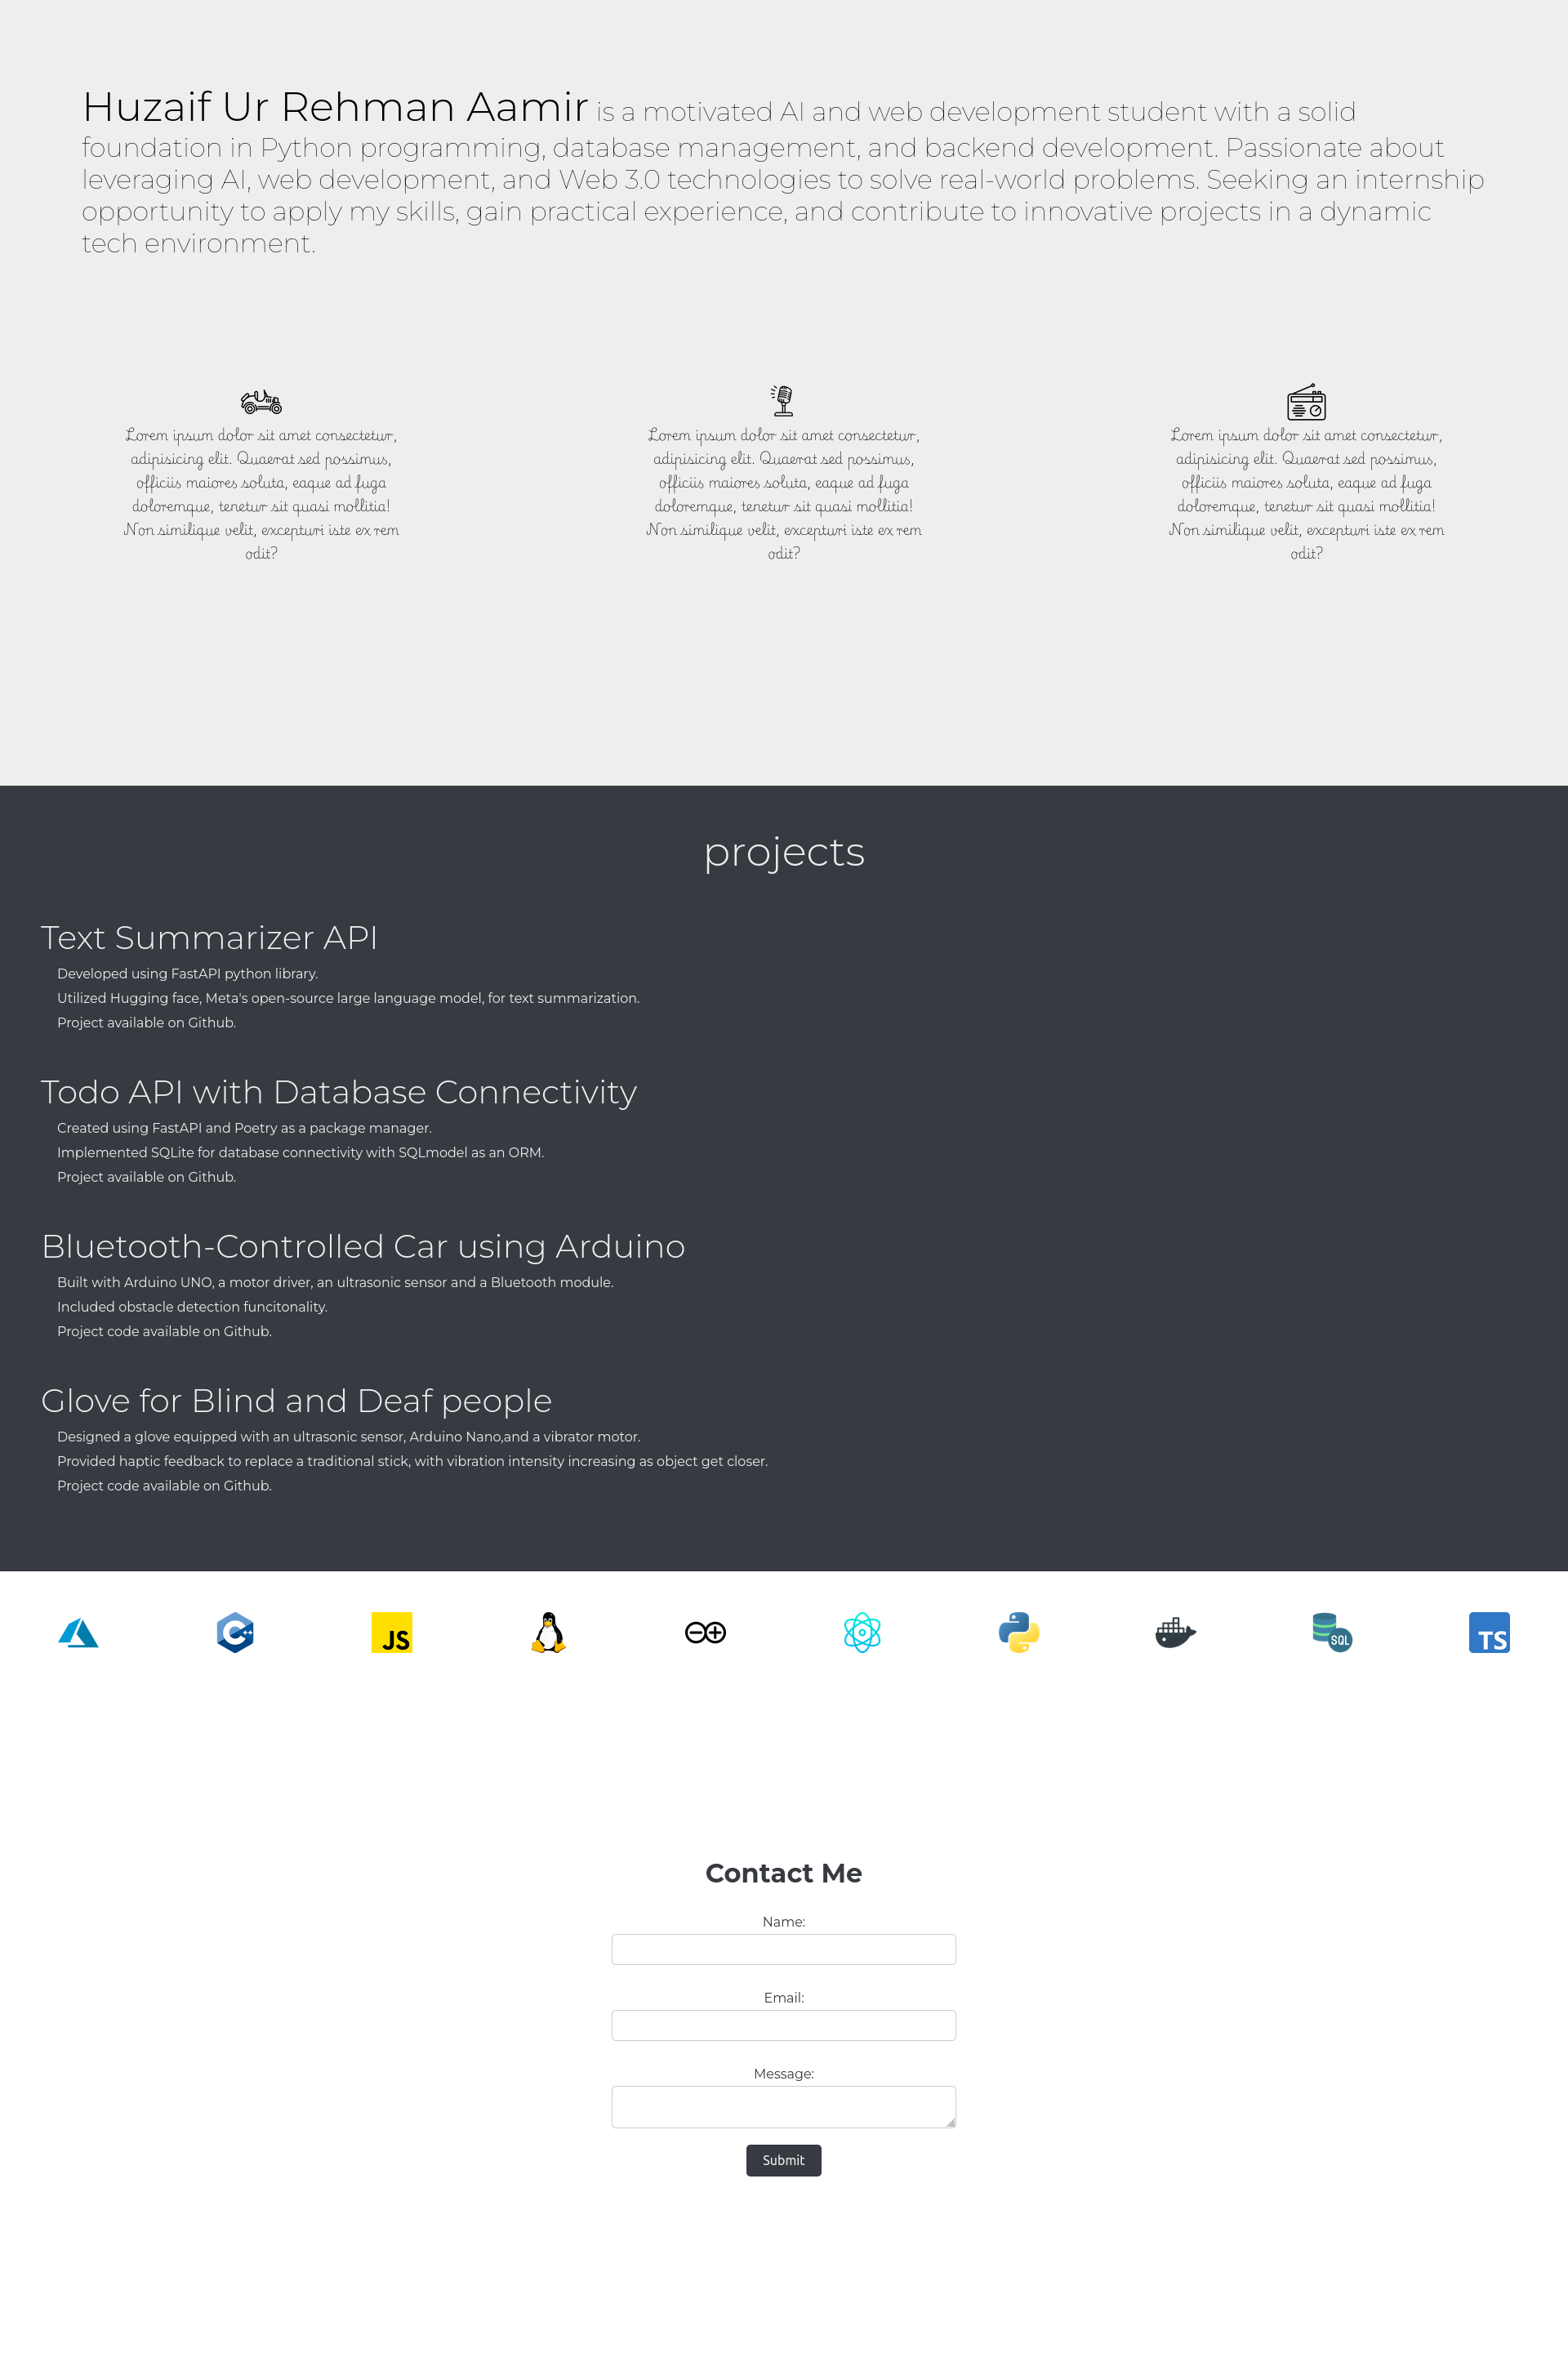 Huzaif Ur Rehman Aamir is a motivated AI and web development student with a solid
foundation in Python programming, database management, and backend development. Passionate about
leveraging AI, web development, and Web 3.0 technologies to solve real-world problems. Seeking an internship
opportunity to apply my skills, gain practical experience, and contribute to innovative projects in a dynamic
tech environment.
Lorem ipsum dolor sit amet consectetur,
adipisicing elit. Quaerat sed possimus,
officiis maiores soluta, eaque ad fuga
doloremque, tenetur sit quasi mollitia!
Non similique velit, excepturi iste ex rem
odit?
Lorem ipsum dolor sit amet consectetur,
adipisicing elit. Quaerat sed possimus,
officiis maiores soluta, eaque ad fuga
doloremque, tenetur sit quasi mollitia!
Non similique velit, excepturi iste ex rem
odit?
Lorem ipsum dolor sit amet consectetur,
adipisicing elit. Quaerat sed possimus,
officiis maiores soluta, eaque ad fuga
doloremque, tenetur sit quasi mollitia!
Non similique velit, excepturi iste ex rem
odit?
projects
Text Summarizer API
Developed using FastAPI python library.
Utilized Hugging face, Meta's open-source large language model, for text summarization.
Project available on Github.
Todo API with Database Connectivity
Created using FastAPI and Poetry as a package manager.
Implemented SQLite for database connectivity with SQLmodel as an ORM.
Project available on Github.
Bluetooth-Controlled Car using Arduino
Built with Arduino UNO, a motor driver, an ultrasonic sensor and a Bluetooth module.
Included obstacle detection funcitonality.
Project code available on Github.
Glove for Blind and Deaf people
Designed a glove equipped with an ultrasonic sensor, Arduino Nano,and a vibrator motor.
Provided haptic feedback to replace a traditional stick, with vibration intensity increasing as object get closer.
Project code available on Github.
C++
JS
SQL
TS
Contact Me
Name:
Email:
Message:
Submit